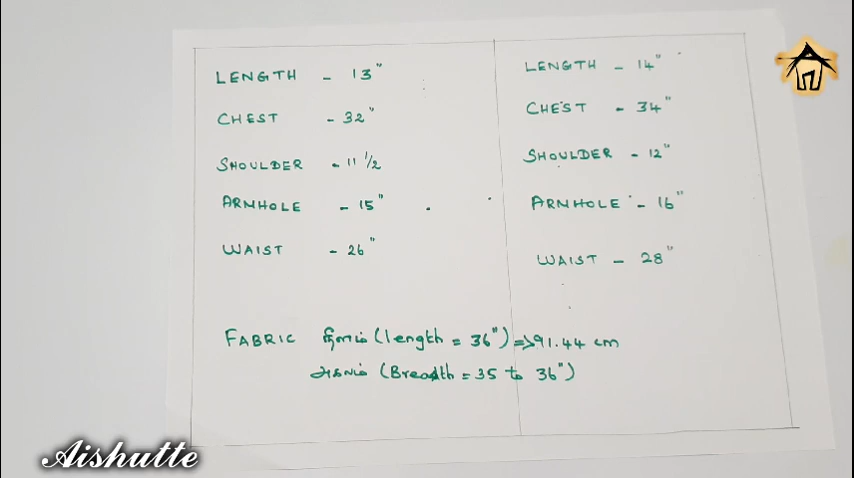 LENGTH - 13"
CHEST - 32"
SHOULDER - 11 1/2
ARMHOLE - 15"
WAIST - 26"
LENGTH - 14"
CHEST - 34"
SHOULDER - 12"
ARMHOLE - 16"
WAIST - 28"
FABRIC நீளம் (length = 36") => 91.44 cm
அகலம் (Breadth = 35 to 36")
Aishutte